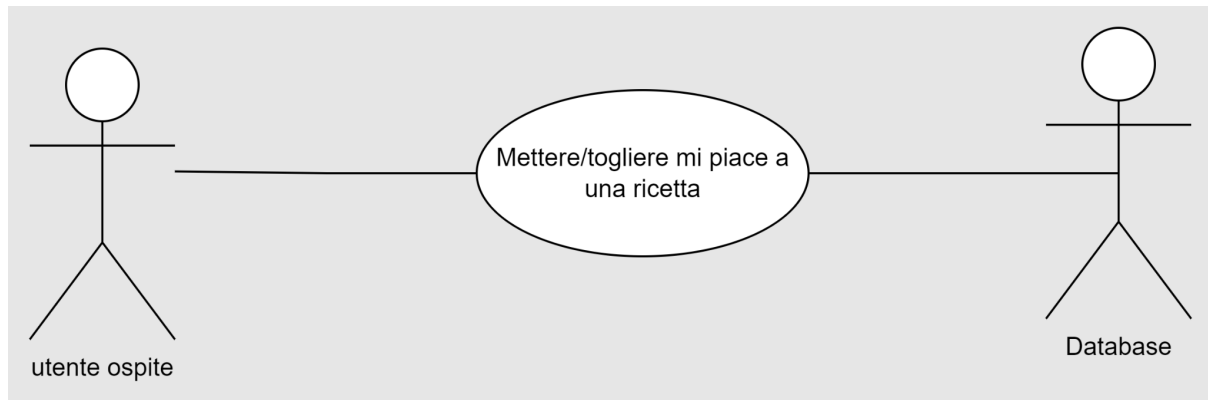 Mettere/togliere mi piace a
una ricetta
utente ospite
Database